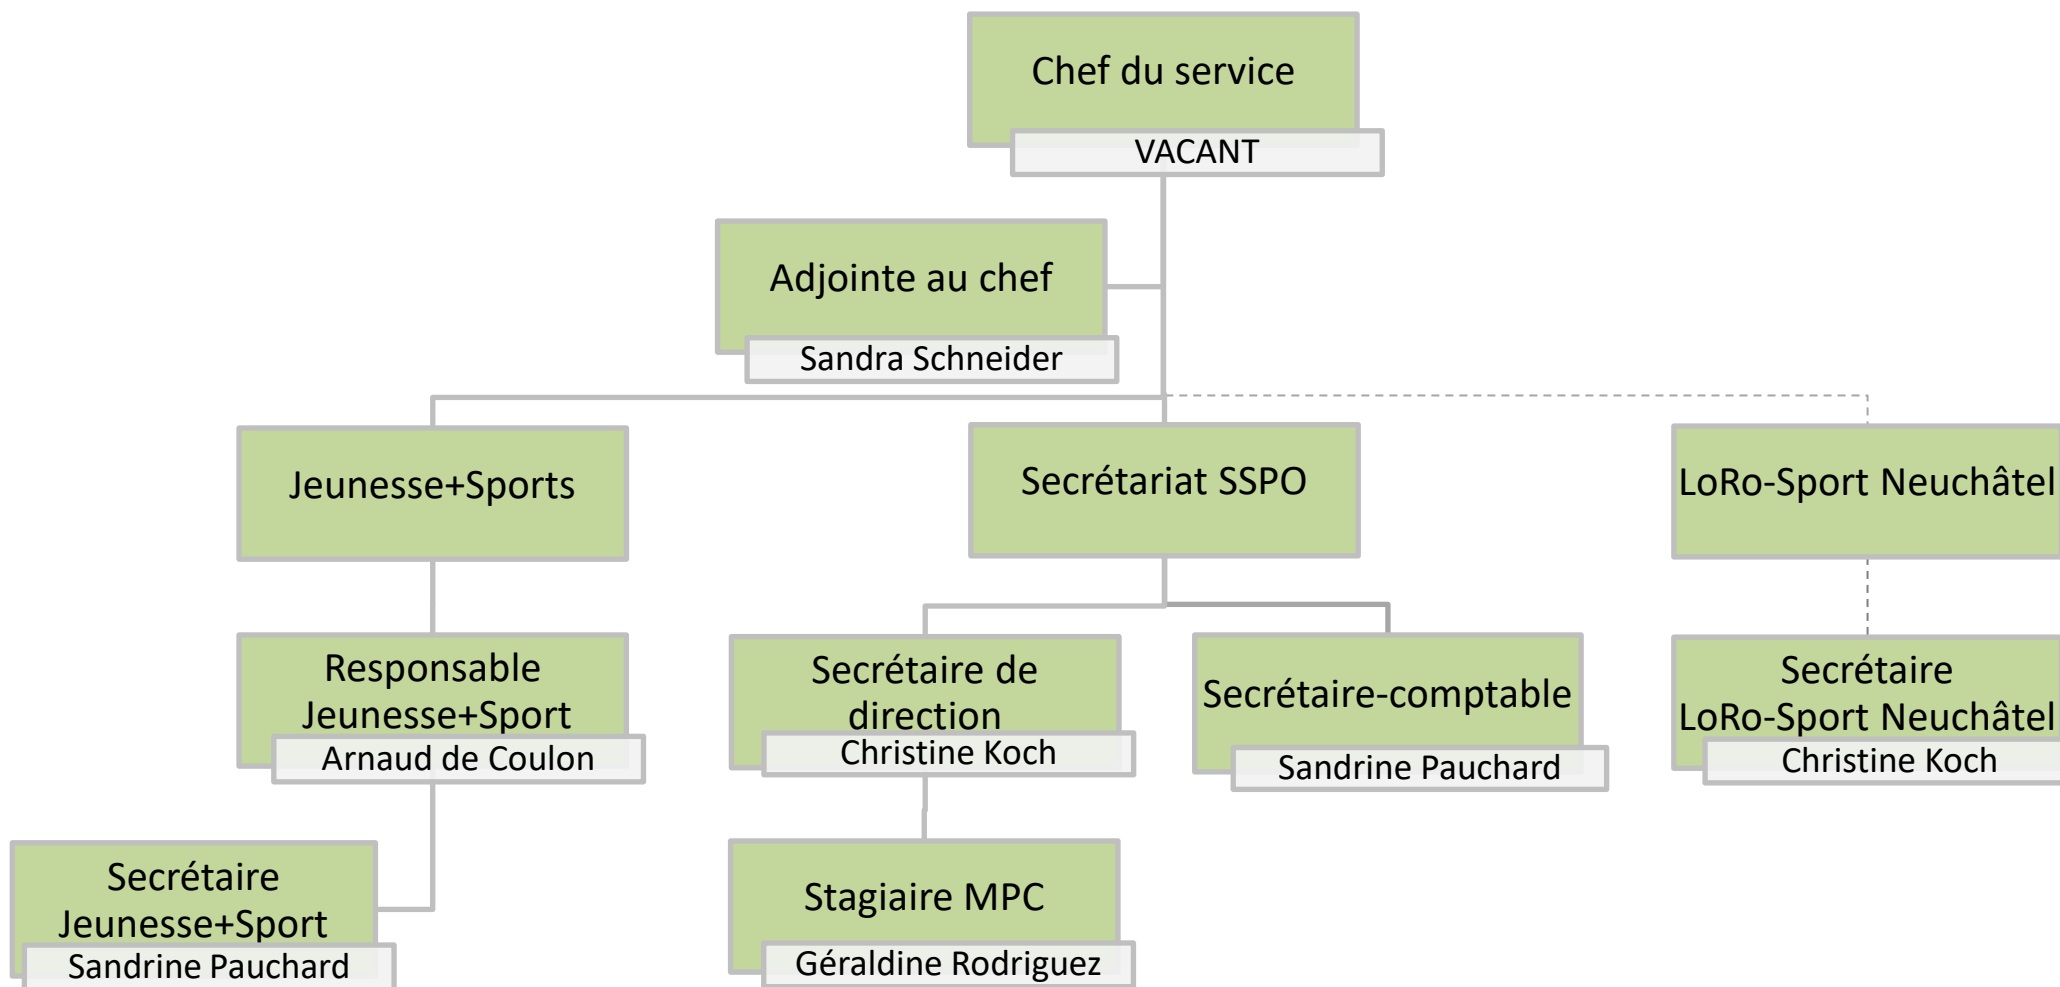 Chef du service
VACANT
Adjointe au chef
Sandra Schneider
Jeunesse+Sports
Secrétariat SSPO
LoRo-Sport Neuchâtel
Responsable
Jeunesse+Sport
Arnaud de Coulon
Secrétaire de
direction
Christine Koch
Secrétaire-comptable
Sandrine Pauchard
Secrétaire
LoRo-Sport Neuchâtel
Christine Koch
Secrétaire
Jeunesse+Sport
Sandrine Pauchard
Stagiaire MPC
Géraldine Rodriguez